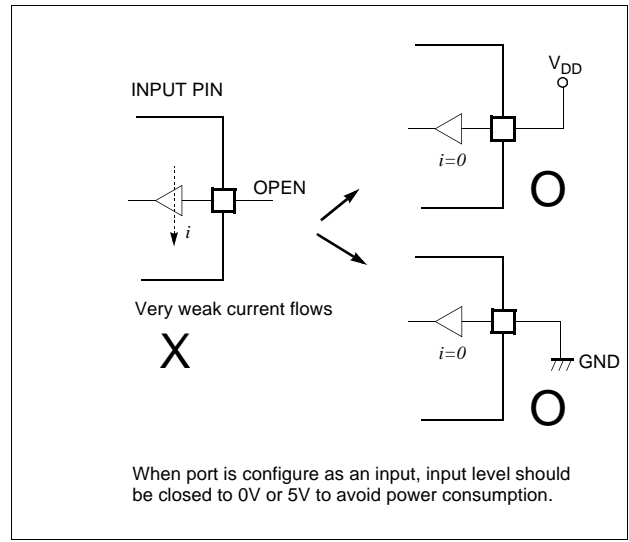 INPUT PIN
OPEN
i
Very weak current flows
X
VDD
i=0
O
i=0
GND
O
When port is configure as an input, input level should
be closed to 0V or 5V to avoid power consumption.